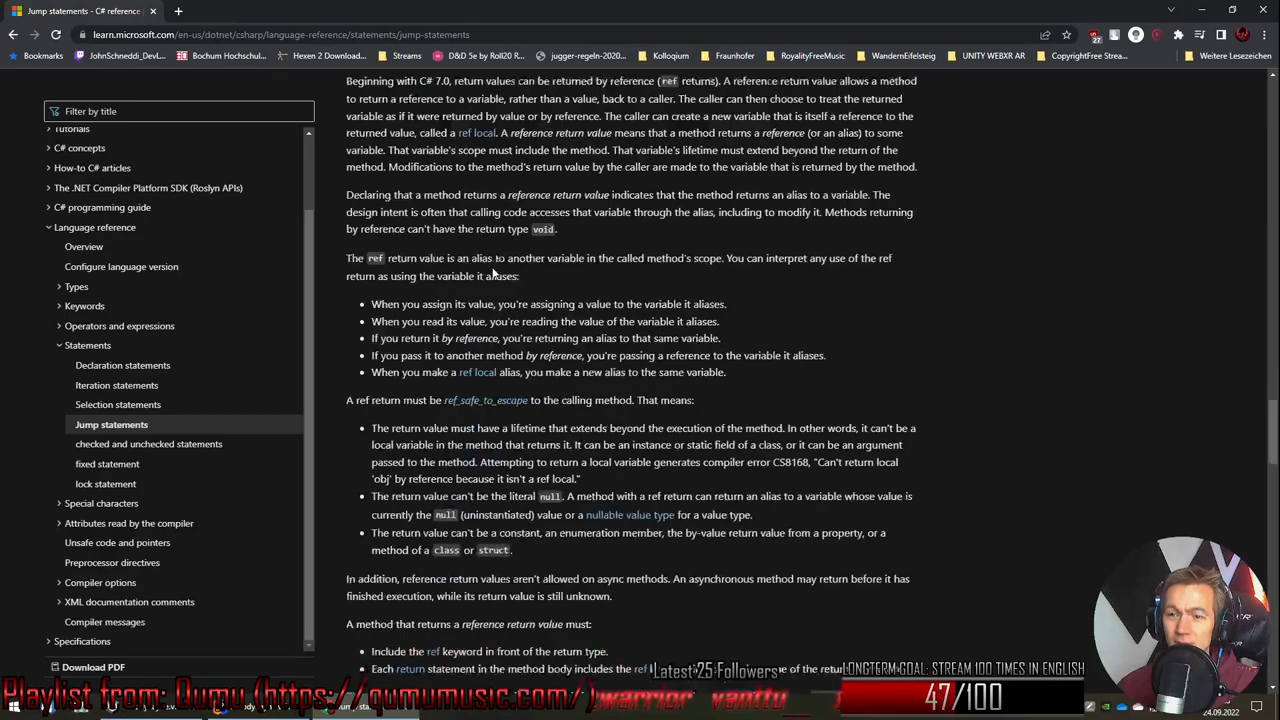 Jump statements - C# reference
learn.microsoft.com/en-us/dotnet/csharp/language-reference/statements/jump-statements
27
Bookmarks JohnSchneddi_DevL... Bochum Hochschul... Hexen 2 Download... Streams D&D 5e by Roll20 R... jugger-regeln-2020... Kolloqium Fraunhofer RoyalityFreeMusic WandernEifelsteig UNITY WEBXR AR CopyrightFree Stream... Weitere Lesezeichen
Filter by title
Tutorials
C# concepts
How-to C# articles
The .NET Compiler Platform SDK (Roslyn APIs)
C# programming guide
Language reference
Overview
Configure language version
Types
Keywords
Operators and expressions
Statements
Declaration statements
Iteration statements
Selection statements
Jump statements
checked and unchecked statements
fixed statement
lock statement
Special characters
Attributes read by the compiler
Unsafe code and pointers
Preprocessor directives
Compiler options
XML documentation comments
Compiler messages
Specifications
Download PDF
Beginning with C# 7.0, return values can be returned by reference (ref returns). A reference return value allows a method
to return a reference to a variable, rather than a value, back to a caller. The caller can then choose to treat the returned
variable as if it were returned by value or by reference. The caller can create a new variable that is itself a reference to the
returned value, called a ref local. A reference return value means that a method returns a reference (or an alias) to some
variable. That variable's scope must include the method. That variable's lifetime must extend beyond the return of the
method. Modifications to the method's return value by the caller are made to the variable that is returned by the method.
Declaring that a method returns a reference return value indicates that the method returns an alias to a variable. The
design intent is often that calling code accesses that variable through the alias, including to modify it. Methods returning
by reference can't have the return type void.
The ref return value is an alias to another variable in the called method's scope. You can interpret any use of the ref
return as using the variable it aliases:
• When you assign its value, you're assigning a value to the variable it aliases.
• When you read its value, you're reading the value of the variable it aliases.
• If you return it by reference, you're returning an alias to that same variable.
• If you pass it to another method by reference, you're passing a reference to the variable it aliases.
• When you make a ref local alias, you make a new alias to the same variable.
A ref return must be ref_safe_to_escape to the calling method. That means:
• The return value must have a lifetime that extends beyond the execution of the method. In other words, it can't be a
local variable in the method that returns it. It can be an instance or static field of a class, or it can be an argument
passed to the method. Attempting to return a local variable generates compiler error CS8168, "Can't return local
'obj' by reference because it isn't a ref local."
• The return value can't be the literal null. A method with a ref return can return an alias to a variable whose value is
currently the null (uninstantiated) value or a nullable value type for a value type.
• The return value can't be a constant, an enumeration member, the by-value return value from a property, or a
method of a class or struct.
In addition, reference return values aren't allowed on async methods. An asynchronous method may return before it has
finished execution, while its return value is still unknown.
A method that returns a reference return value must:
• Include the ref keyword in front of the return type.
• Each return statement in the method body includes the ref
Latest 25 Followers
LONGTERM GOAL: STREAM 100 TIMES IN ENGLISH
47/100
Playlist from: Qumu (https://qumumusic.com/)
24.09.2022